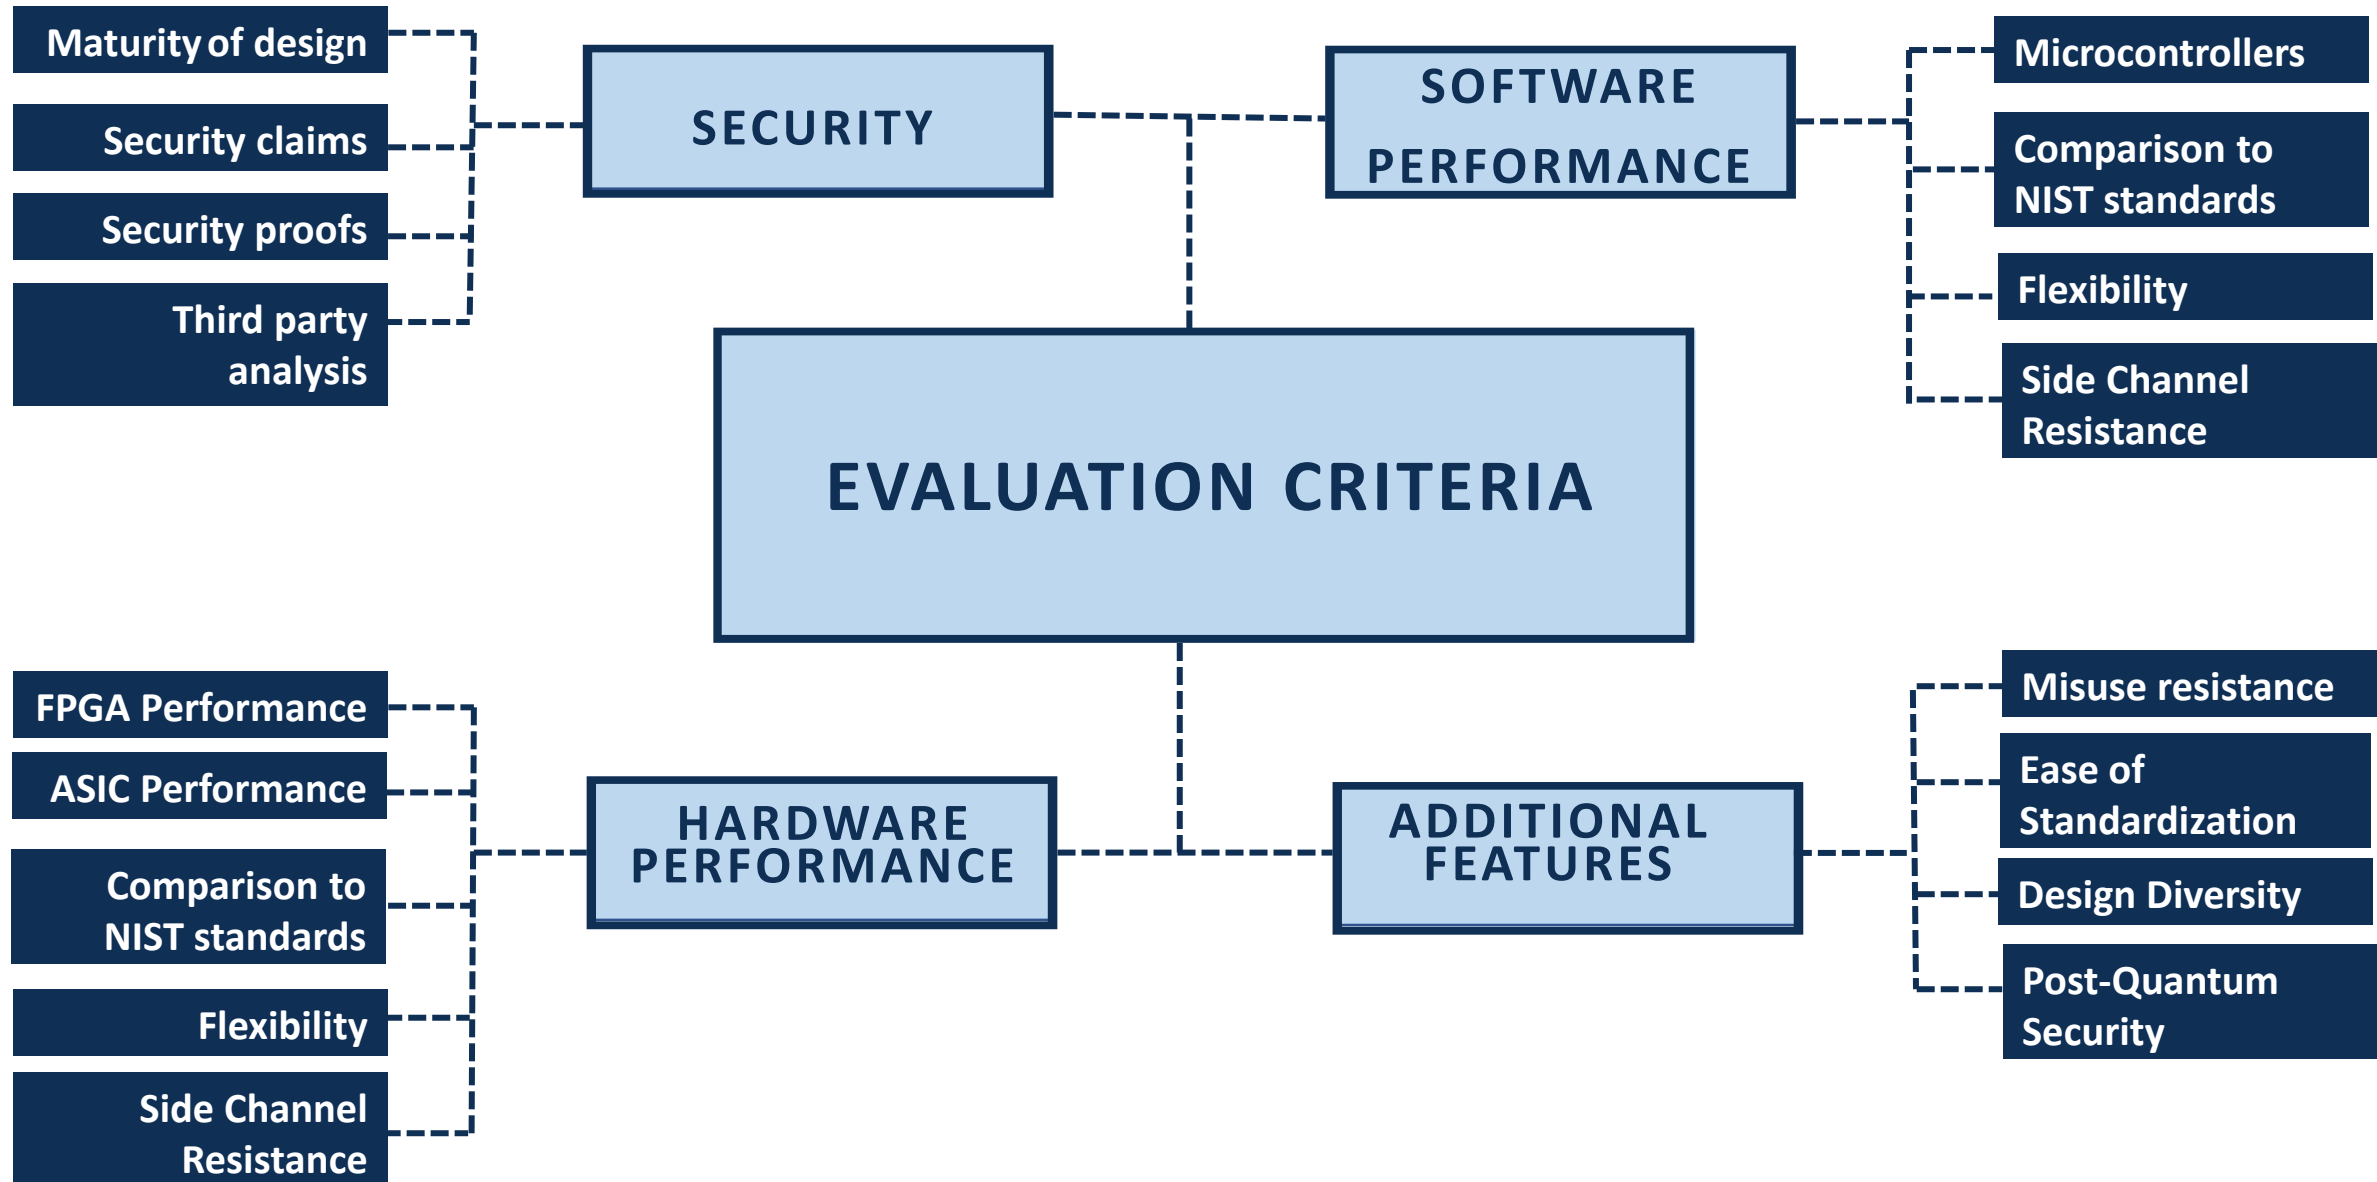 Maturity of design
Security claims
Security proofs
Third party
analysis
SECURITY
SOFTWARE
PERFORMANCE
Microcontrollers
Comparison to
NIST standards
Flexibility
Side Channel
Resistance
EVALUATION CRITERIA
FPGA Performance
ASIC Performance
Comparison to
NIST standards
Flexibility
Side Channel
Resistance
HARDWARE
PERFORMANCE
ADDITIONAL
FEATURES
Misuse resistance
Ease of
Standardization
Design Diversity
Post-Quantum
Security